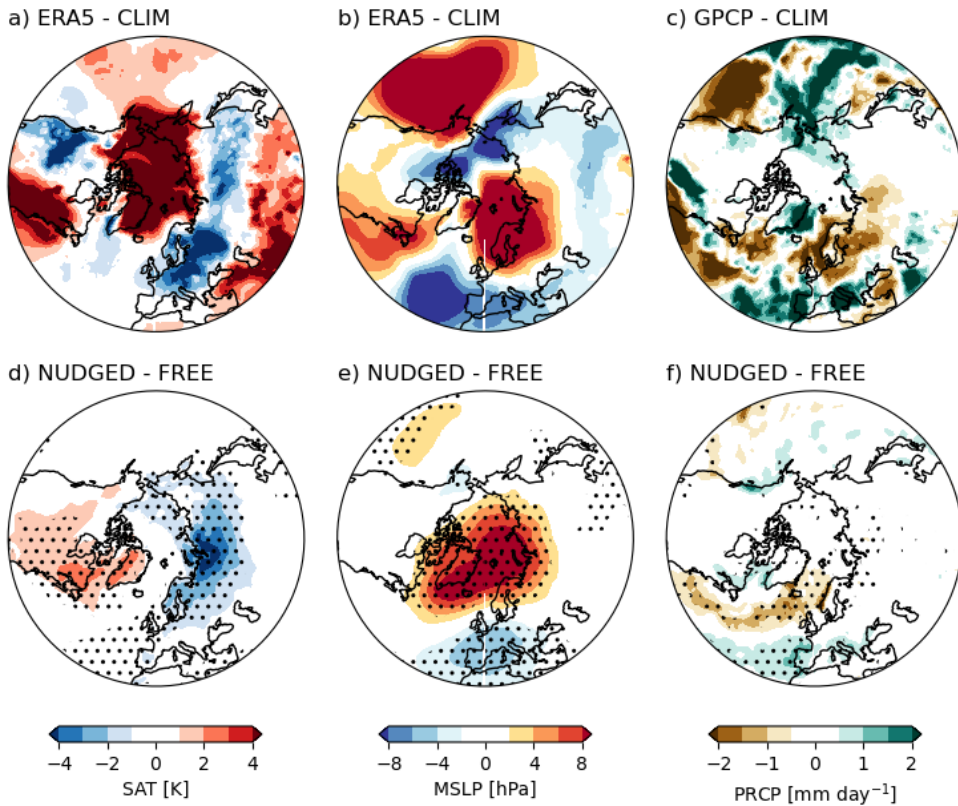 a) ERA5 - CLIM
b) ERA5 - CLIM
c) GPCP - CLIM
d) NUDGED - FREE
e) NUDGED - FREE
f) NUDGED - FREE
−4 −2 0 2 4
SAT [K]
−8 −4 0 4 8
MSLP [hPa]
−2 −1 0 1 2
PRCP [mm day⁻¹]